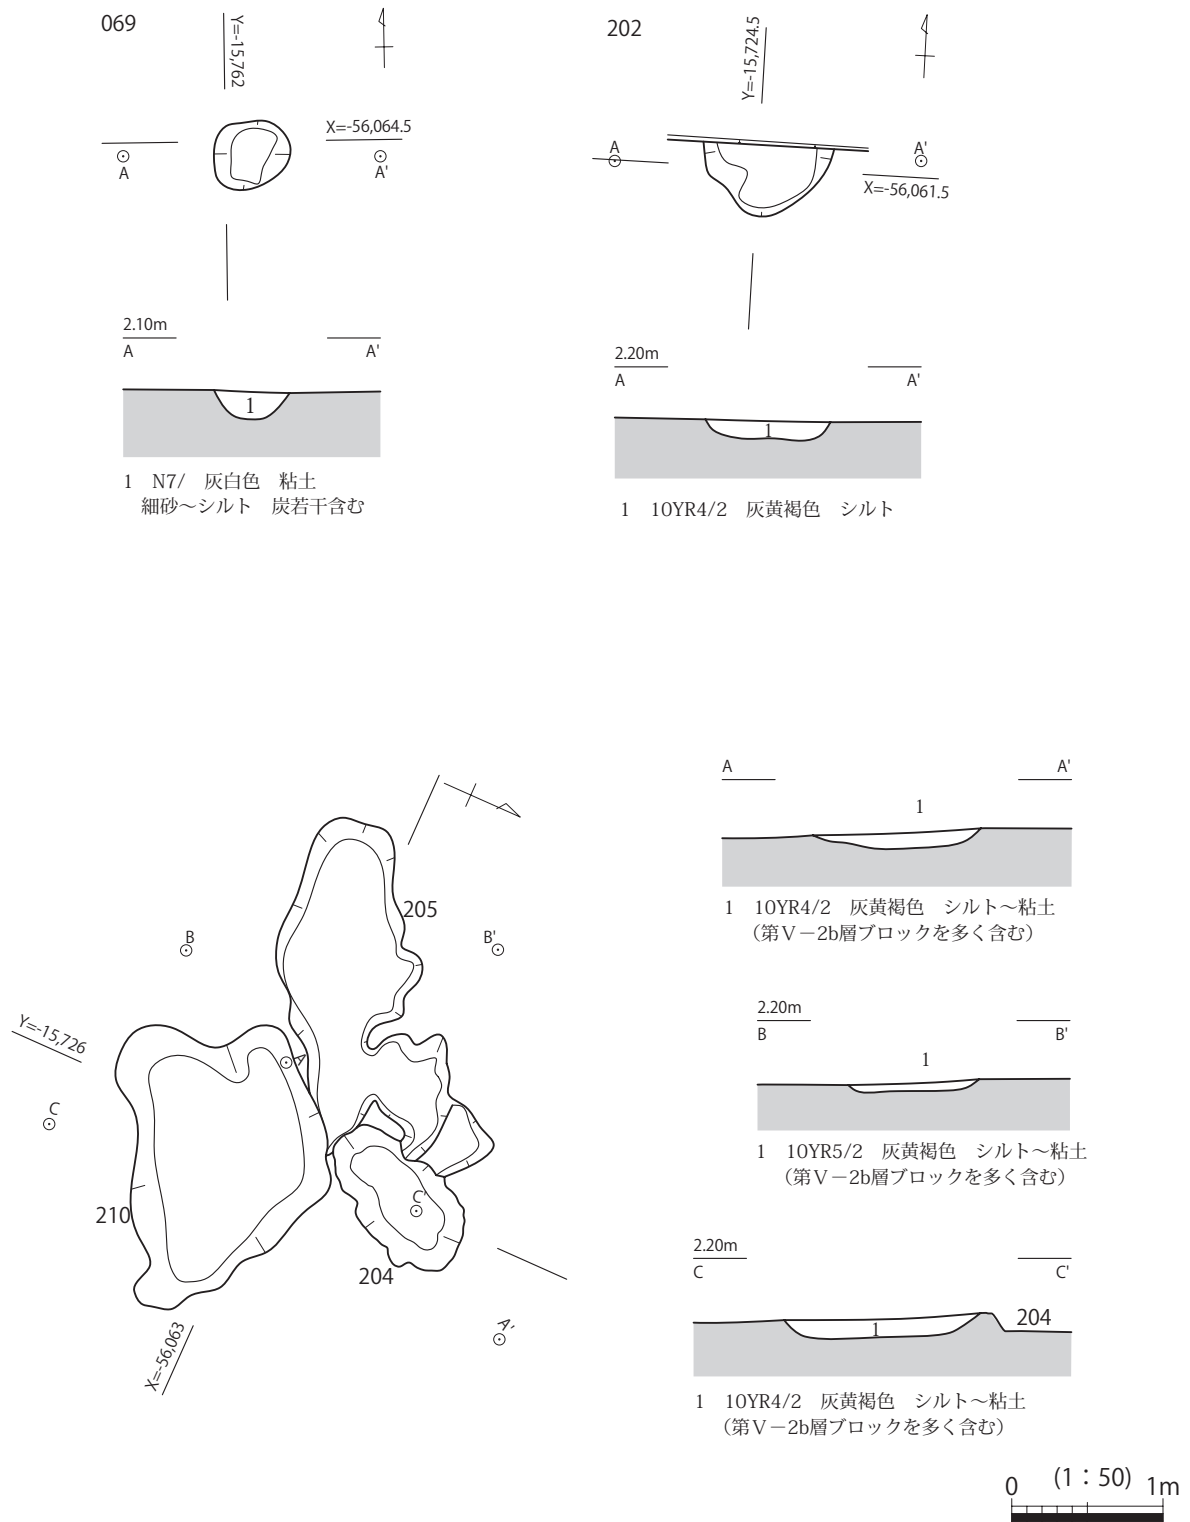 069
Y=-15,762
X=-56,064.5
A
A'
2.10m
A
A'
1
1　N7/　灰白色　粘土
細砂～シルト　炭若干含む
202
Y=-15,724.5
A
A'
X=-56,061.5
2.20m
A
A'
1
1　10YR4/2　灰黄褐色　シルト
205
B
B'
Y=-15,726
A
C
C'
210
204
A'
X=-56,063
A
A'
1
1　10YR4/2　灰黄褐色　シルト～粘土
（第Ⅴ－2b層ブロックを多く含む）
2.20m
B
B'
1
1　10YR5/2　灰黄褐色　シルト～粘土
（第Ⅴ－2b層ブロックを多く含む）
2.20m
C
C'
204
1
1　10YR4/2　灰黄褐色　シルト～粘土
（第Ⅴ－2b層ブロックを多く含む）
0　(1：50)　1m